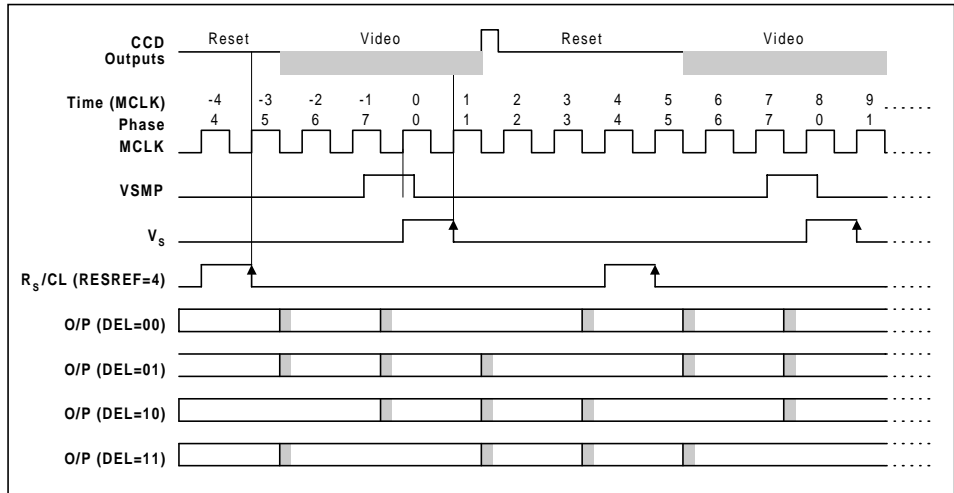 Reset Video Reset Video
CCD
Outputs
Time (MCLK) -4 -3 -2 -1 0 1 2 3 4 5 6 7 8 9 ......
Phase 4 5 6 7 0 1 2 3 4 5 6 7 0 1
MCLK
VSMP
VS
RS/CL (RESREF=4)
O/P (DEL=00)
O/P (DEL=01)
O/P (DEL=10)
O/P (DEL=11)